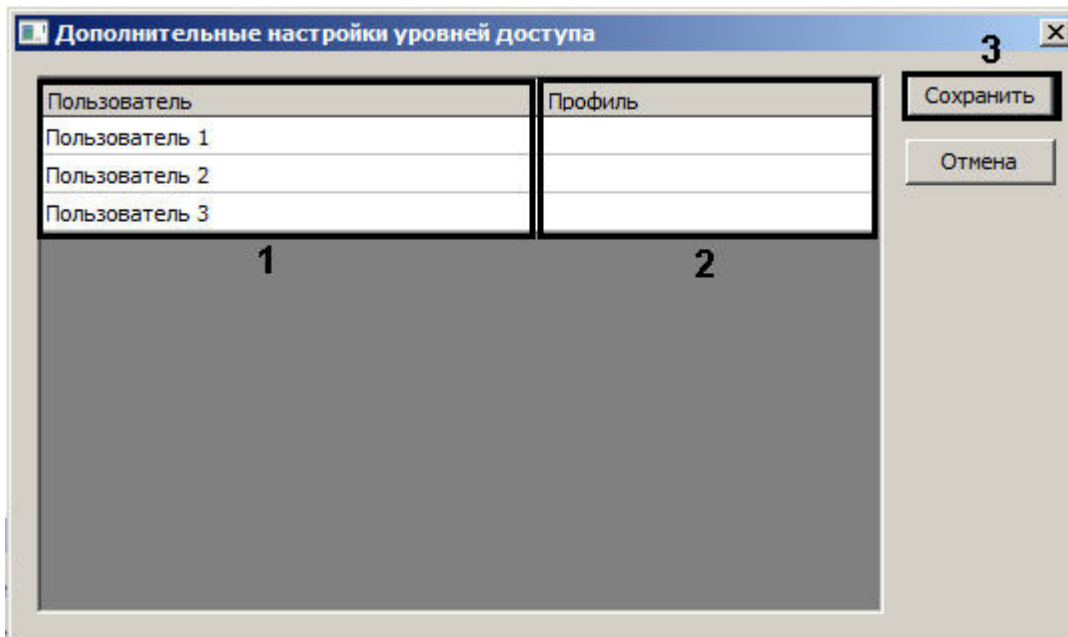 Дополнительные настройки уровней доступа
3
Пользователь Профиль Сохранить
Пользователь 1
Пользователь 2 Отмена
Пользователь 3
1 2